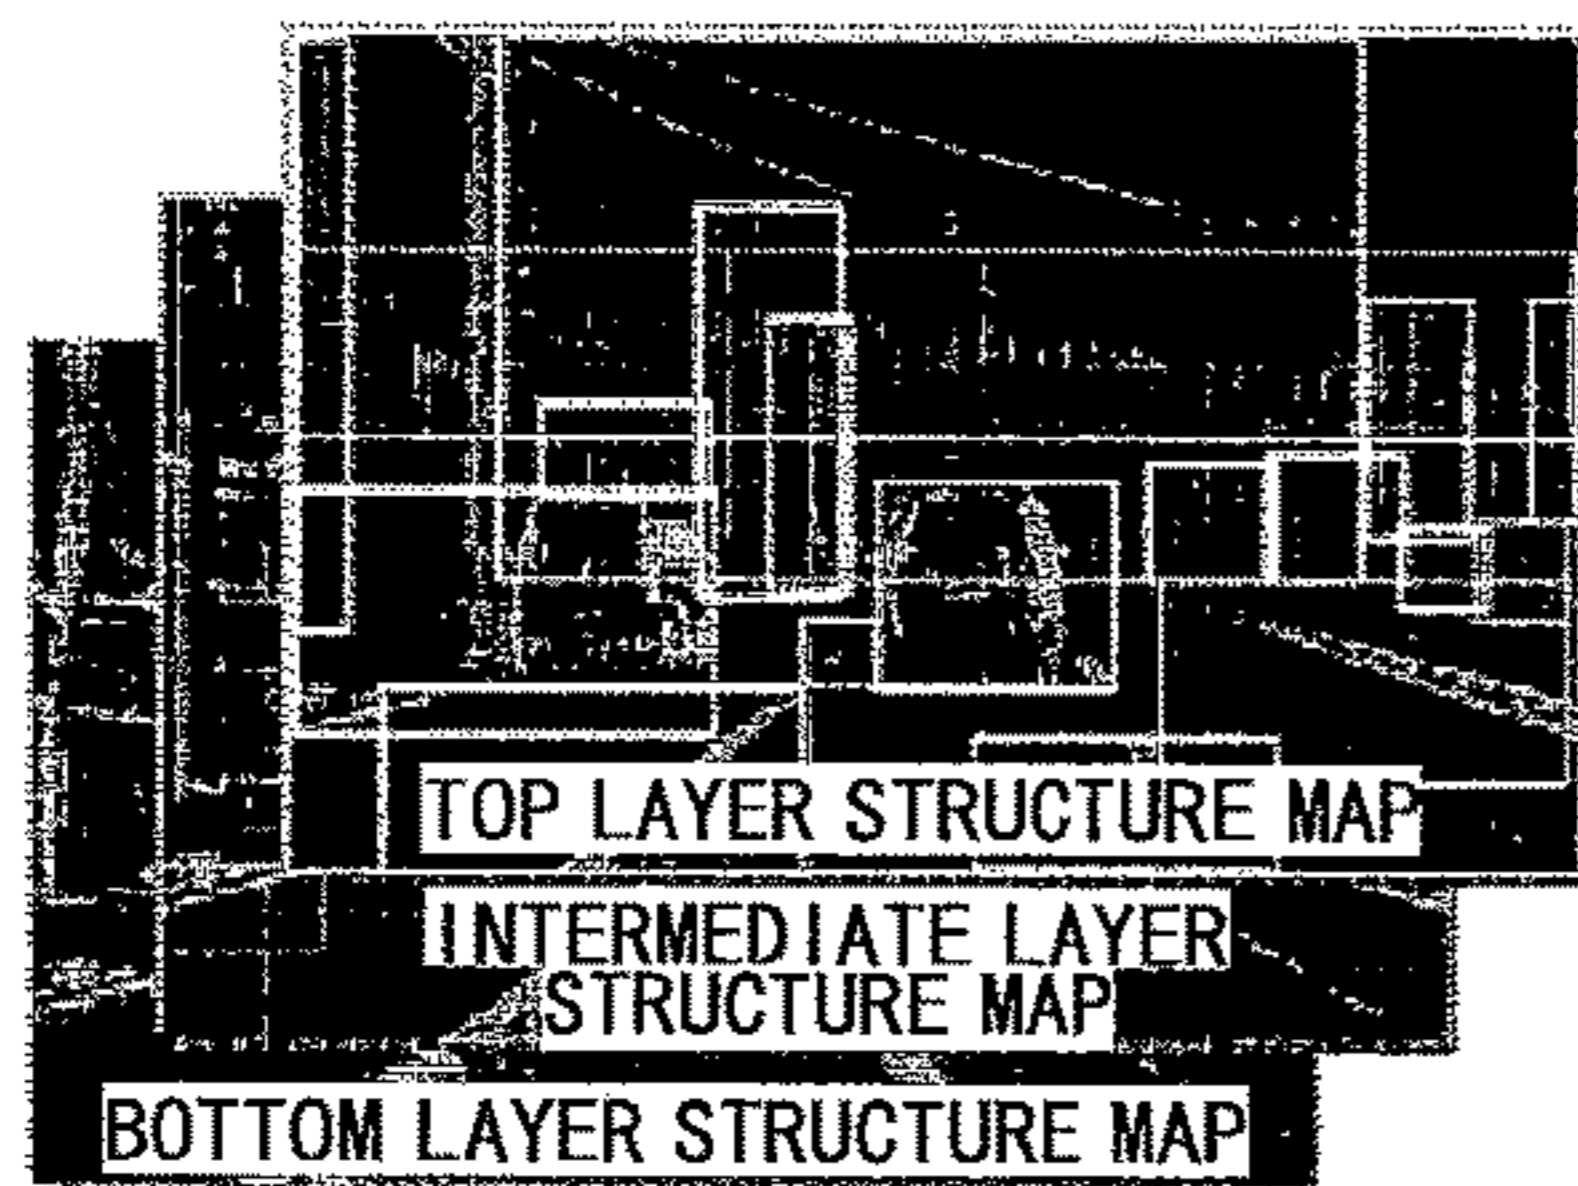 TOP LAYER STRUCTURE MAP
INTERMEDIATE LAYER
STRUCTURE MAP
BOTTOM LAYER STRUCTURE MAP